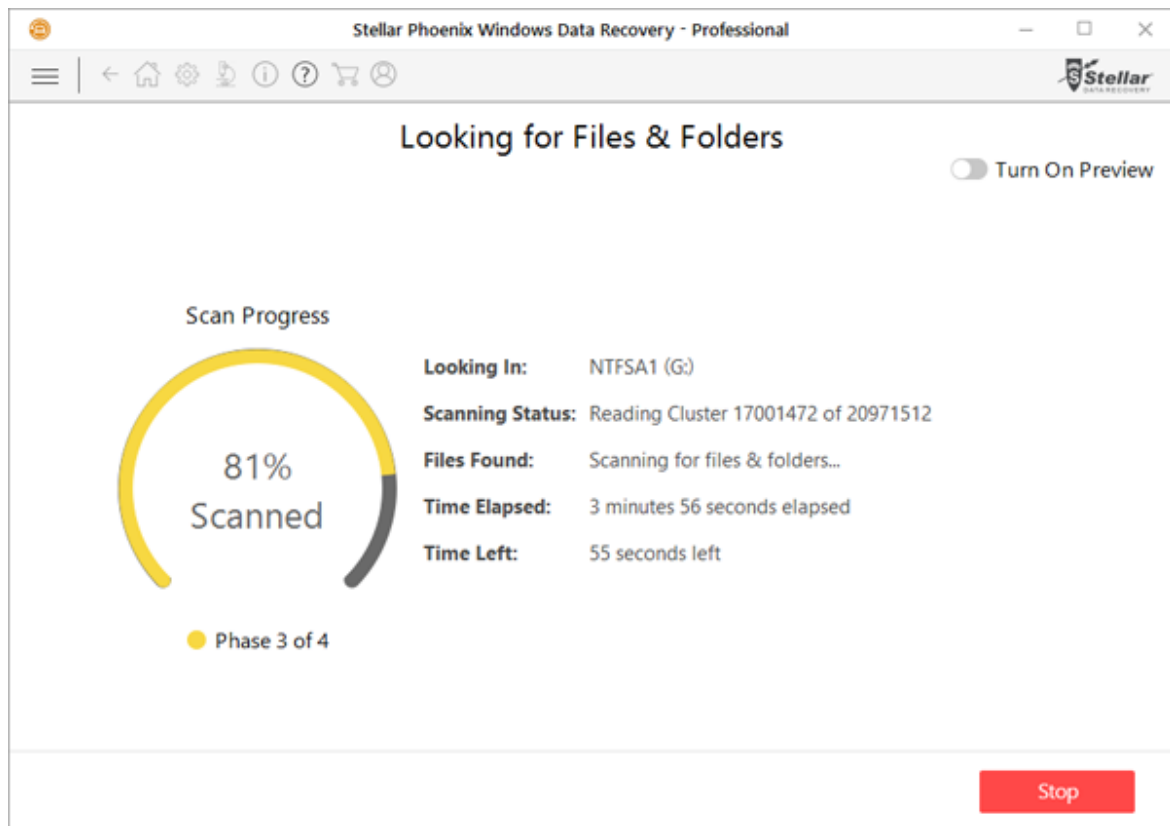 Stellar Phoenix Windows Data Recovery - Professional
Stellar
DATA RECOVERY
Looking for Files & Folders
Turn On Preview
Scan Progress
81%
Scanned
Phase 3 of 4
Looking In: NTFSA1 (G:)
Scanning Status: Reading Cluster 17001472 of 20971512
Files Found: Scanning for files & folders...
Time Elapsed: 3 minutes 56 seconds elapsed
Time Left: 55 seconds left
Stop